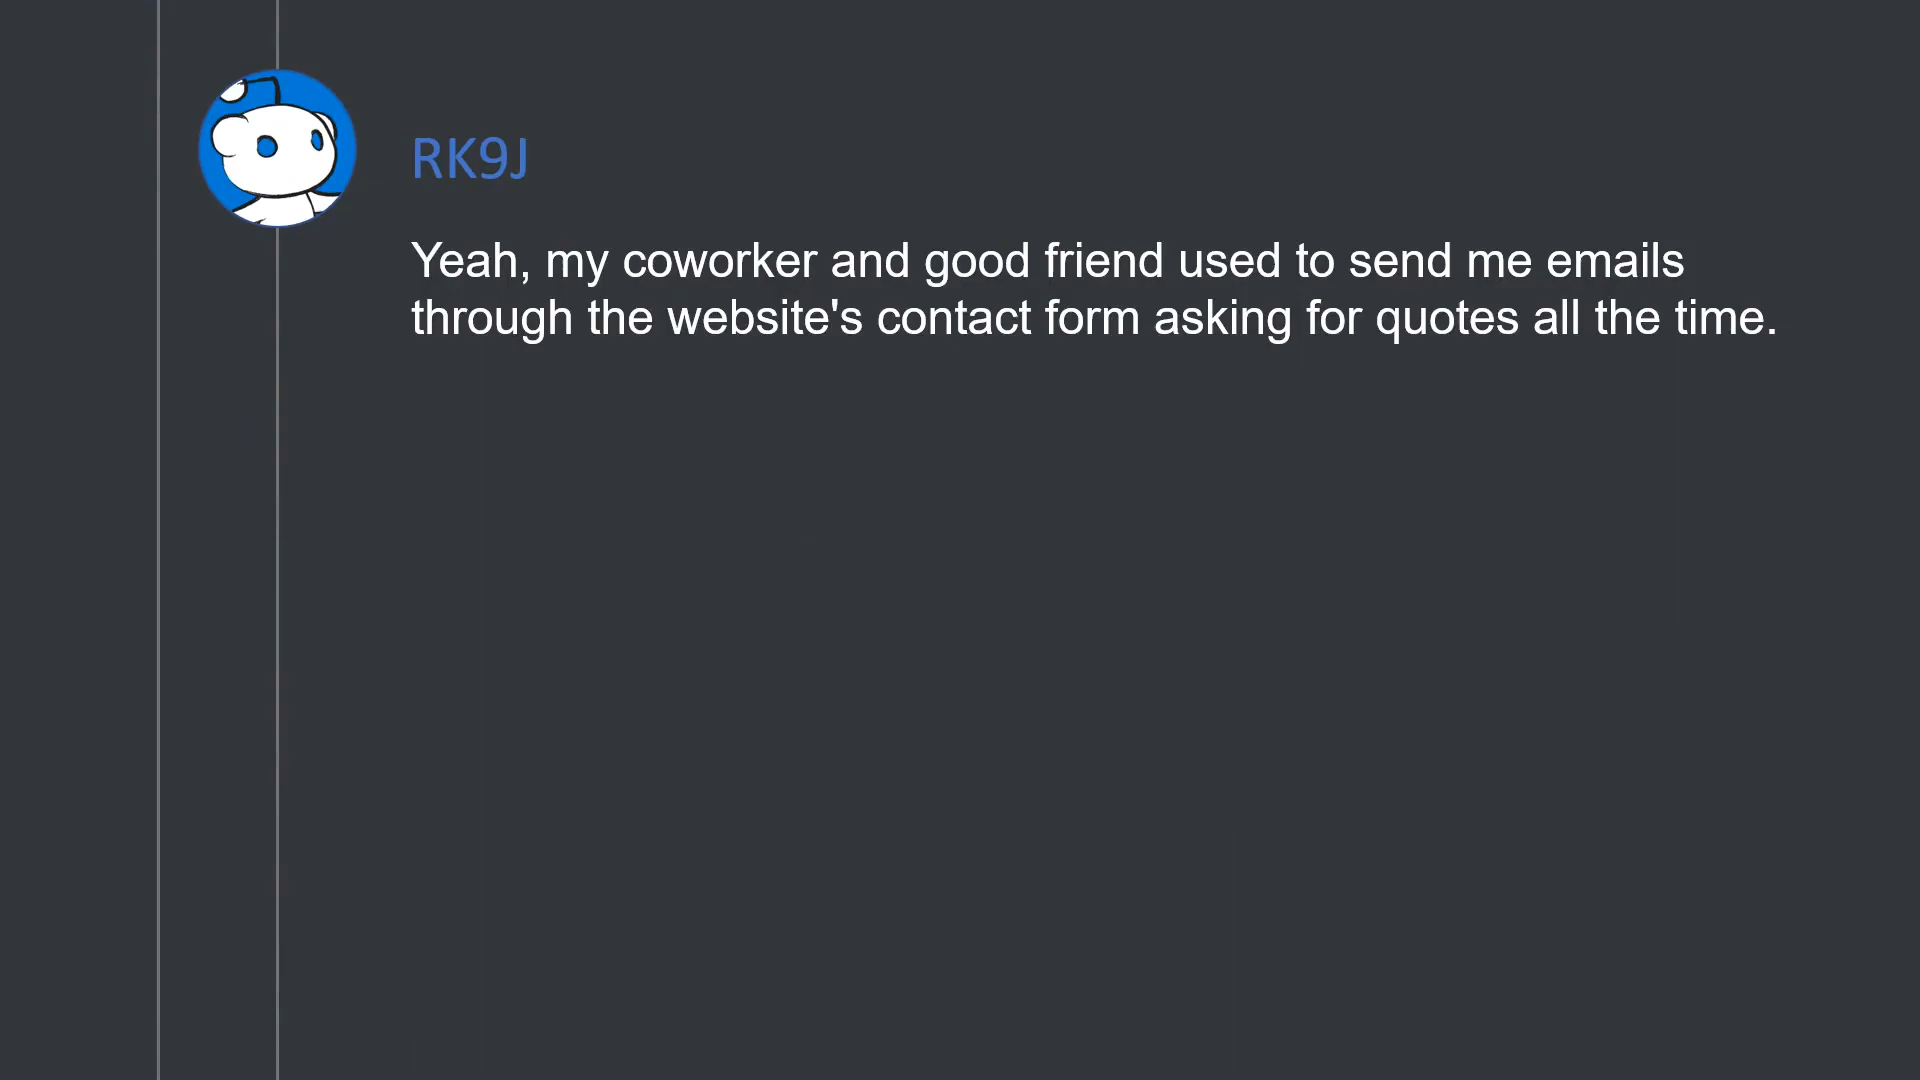 RK9J
Yeah, my coworker and good friend used to send me emails
through the website's contact form asking for quotes all the time.